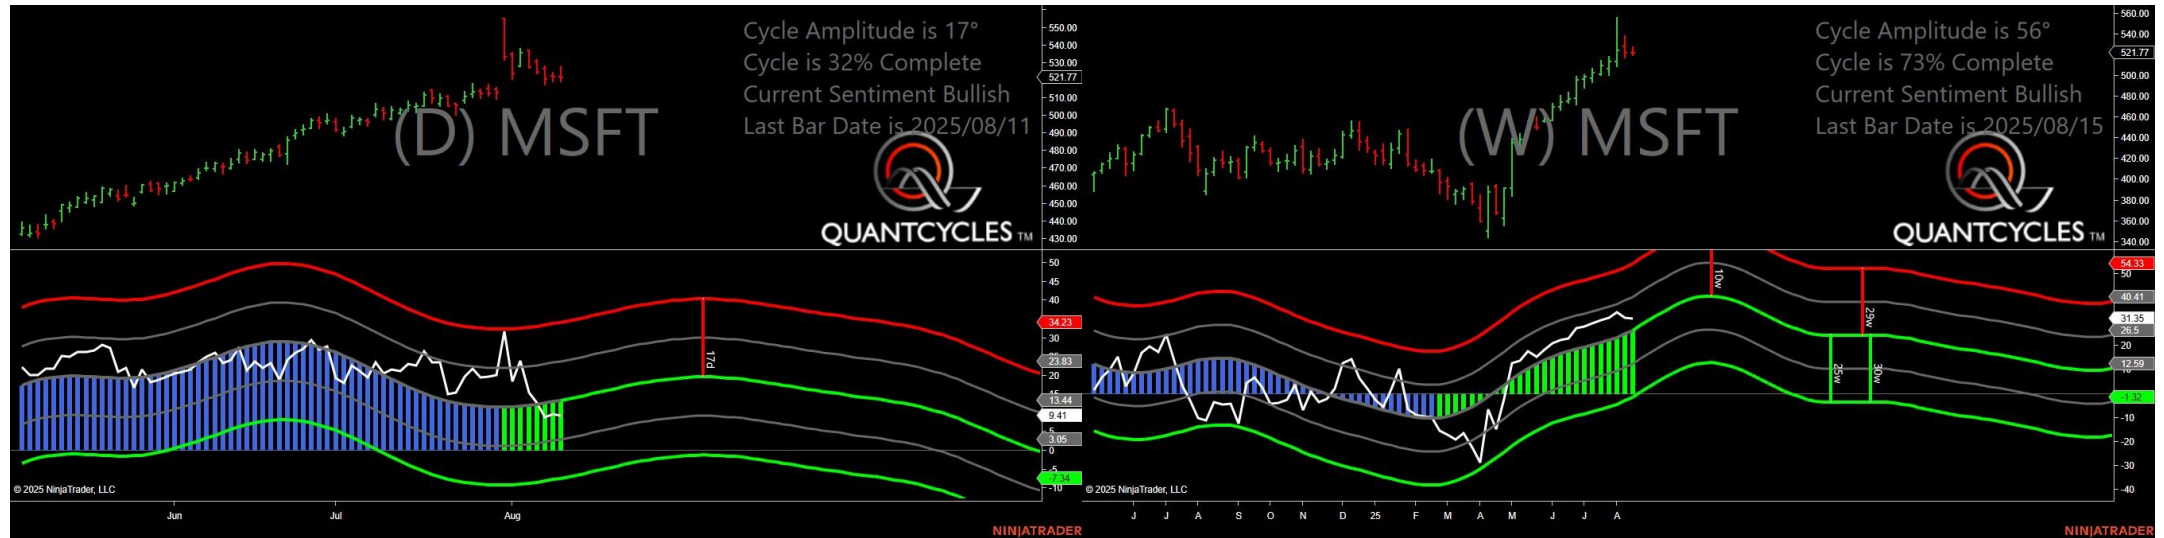 Cycle Amplitude is 17°
Cycle is 32% Complete
Current Sentiment Bullish
Last Bar Date is 2025/08/11
(D) MSFT
QUANTCYCLES TM
550.00
540.00
530.00
521.77
510.00
500.00
490.00
480.00
470.00
460.00
450.00
440.00
430.00
50
45
40
34.23
30
23.83
20
13.44
9.41
3.05
0
-7.34
-10
17d
© 2025 NinjaTrader, LLC
Jun
Jul
Aug
NINJATRADER
Cycle Amplitude is 56°
Cycle is 73% Complete
Current Sentiment Bullish
Last Bar Date is 2025/08/15
(W) MSFT
QUANTCYCLES TM
560.00
540.00
521.77
500.00
480.00
460.00
440.00
420.00
400.00
380.00
360.00
340.00
54.33
50
40.41
31.35
26.5
20
12.59
-1.32
-10
-20
-30
-40
10w
29w
25w
30w
© 2025 NinjaTrader, LLC
J
J
A
S
O
N
D
25
F
M
A
M
J
J
A
NINJATRADER